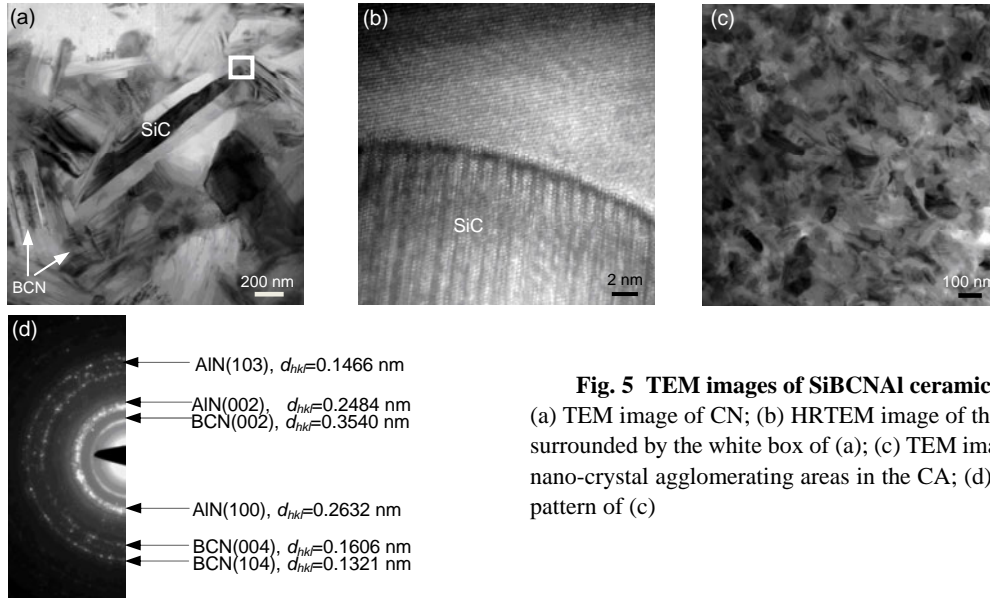 (a)
SiC
BCN
200 nm
(b)
SiC
2 nm
(c)
100 nm
(d)
AlN(103), dhkl=0.1466 nm
AlN(002), dhkl=0.2484 nm
BCN(002), dhkl=0.3540 nm
AlN(100), dhkl=0.2632 nm
BCN(004), dhkl=0.1606 nm
BCN(104), dhkl=0.1321 nm
Fig. 5 TEM images of SiBCNAl ceramic
(a) TEM image of CN; (b) HRTEM image of th
surrounded by the white box of (a); (c) TEM ima
nano-crystal agglomerating areas in the CA; (d)
pattern of (c)